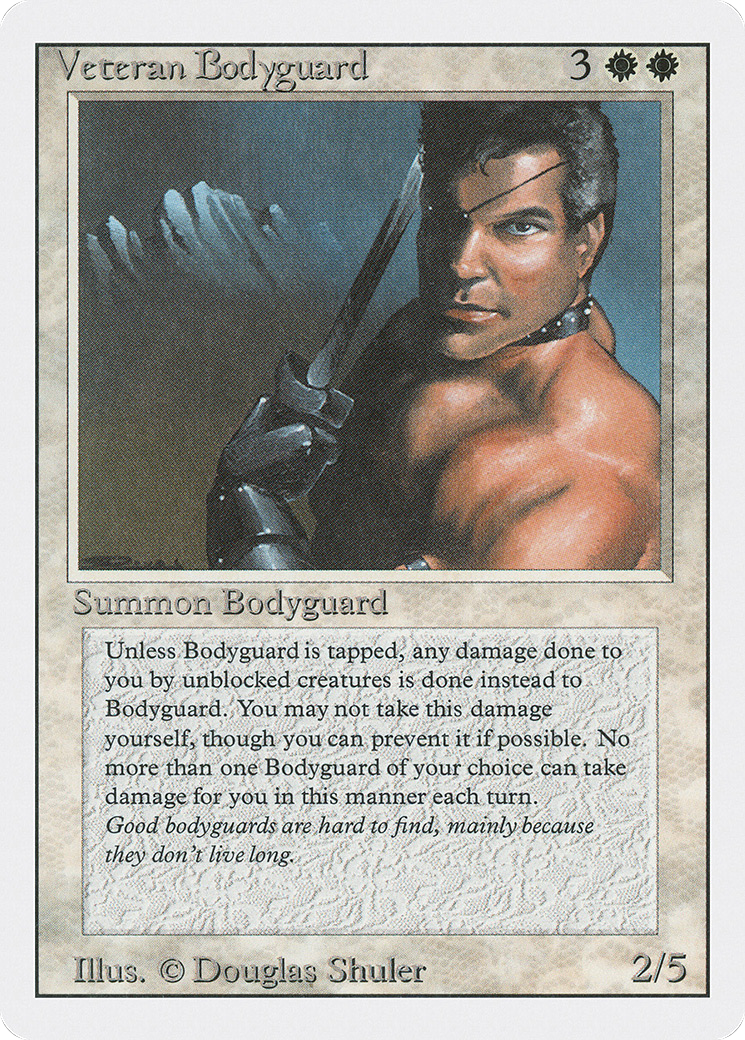 Veteran Bodyguard 3
Summon Bodyguard
Unless Bodyguard is tapped, any damage done to
you by unblocked creatures is done instead to
Bodyguard. You may not take this damage
yourself, though you can prevent it if possible. No
more than one Bodyguard of your choice can take
damage for you in this manner each turn.
Good bodyguards are hard to find, mainly because
they don't live long.
Illus. © Douglas Shuler 2/5